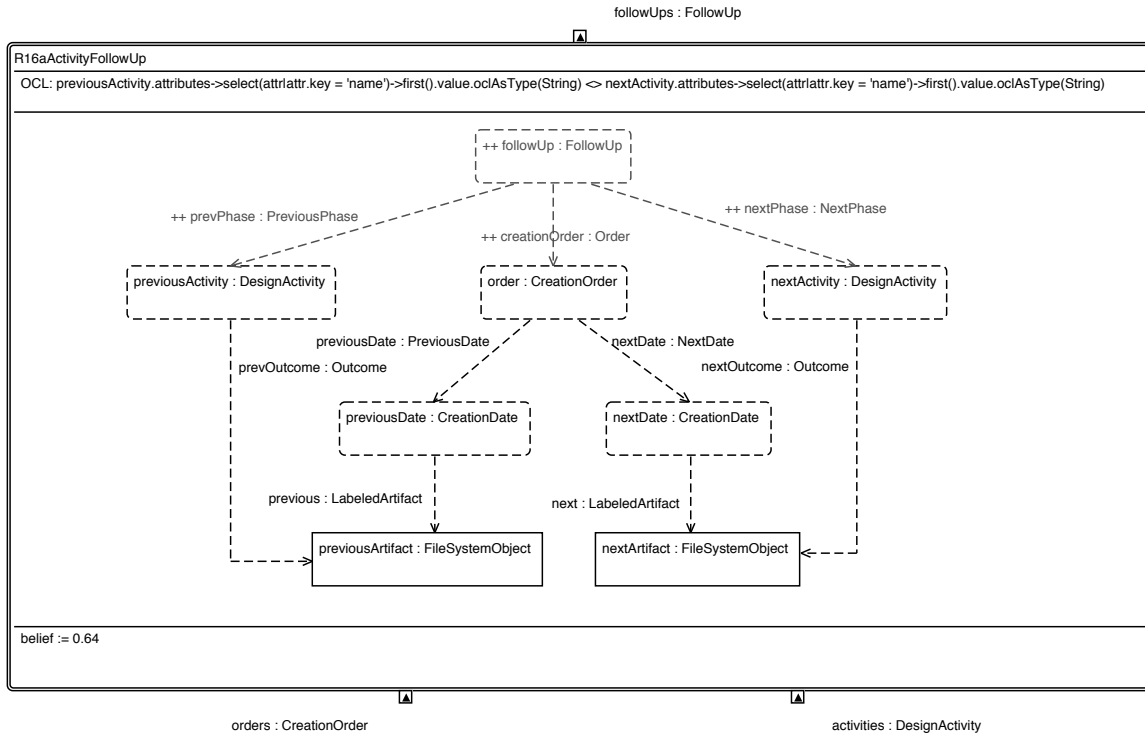 followUps : FollowUp
R16aActivityFollowUp
OCL: previousActivity.attributes->select(attr|attr.key = 'name')->first().value.oclAsType(String) <> nextActivity.attributes->select(attr|attr.key = 'name')->first().value.oclAsType(String)
++ followUp : FollowUp
++ prevPhase : PreviousPhase
++ creationOrder : Order
++ nextPhase : NextPhase
previousActivity : DesignActivity
order : CreationOrder
nextActivity : DesignActivity
previousDate : PreviousDate
nextDate : NextDate
prevOutcome : Outcome
nextOutcome : Outcome
previousDate : CreationDate
nextDate : CreationDate
previous : LabeledArtifact
next : LabeledArtifact
previousArtifact : FileSystemObject
nextArtifact : FileSystemObject
belief := 0.64
orders : CreationOrder
activities : DesignActivity